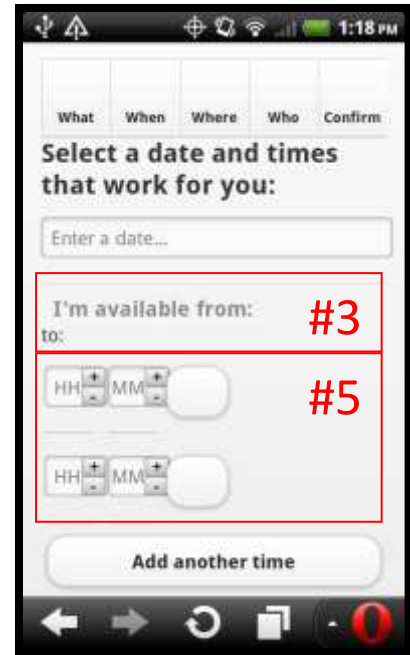 1:18 PM
What When Where Who Confirm
Select a date and times
that work for you:
Enter a date...
I'm available from:
to:
#3
HH + - MM + -
#5
HH + - MM + -
Add another time